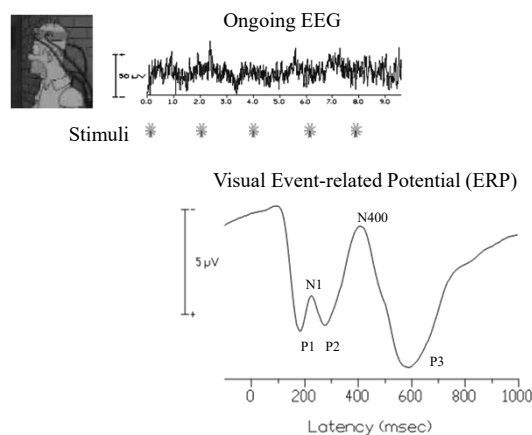 Ongoing EEG
+
50 µV
-
0.0 1.0 2.0 3.0 4.0 5.0 6.0 7.0 8.0 9.0
Stimuli
Visual Event-related Potential (ERP)
-
5 µV
+
N400
N1
P1
P2
P3
0 200 400 600 800 1000
Latency (msec)